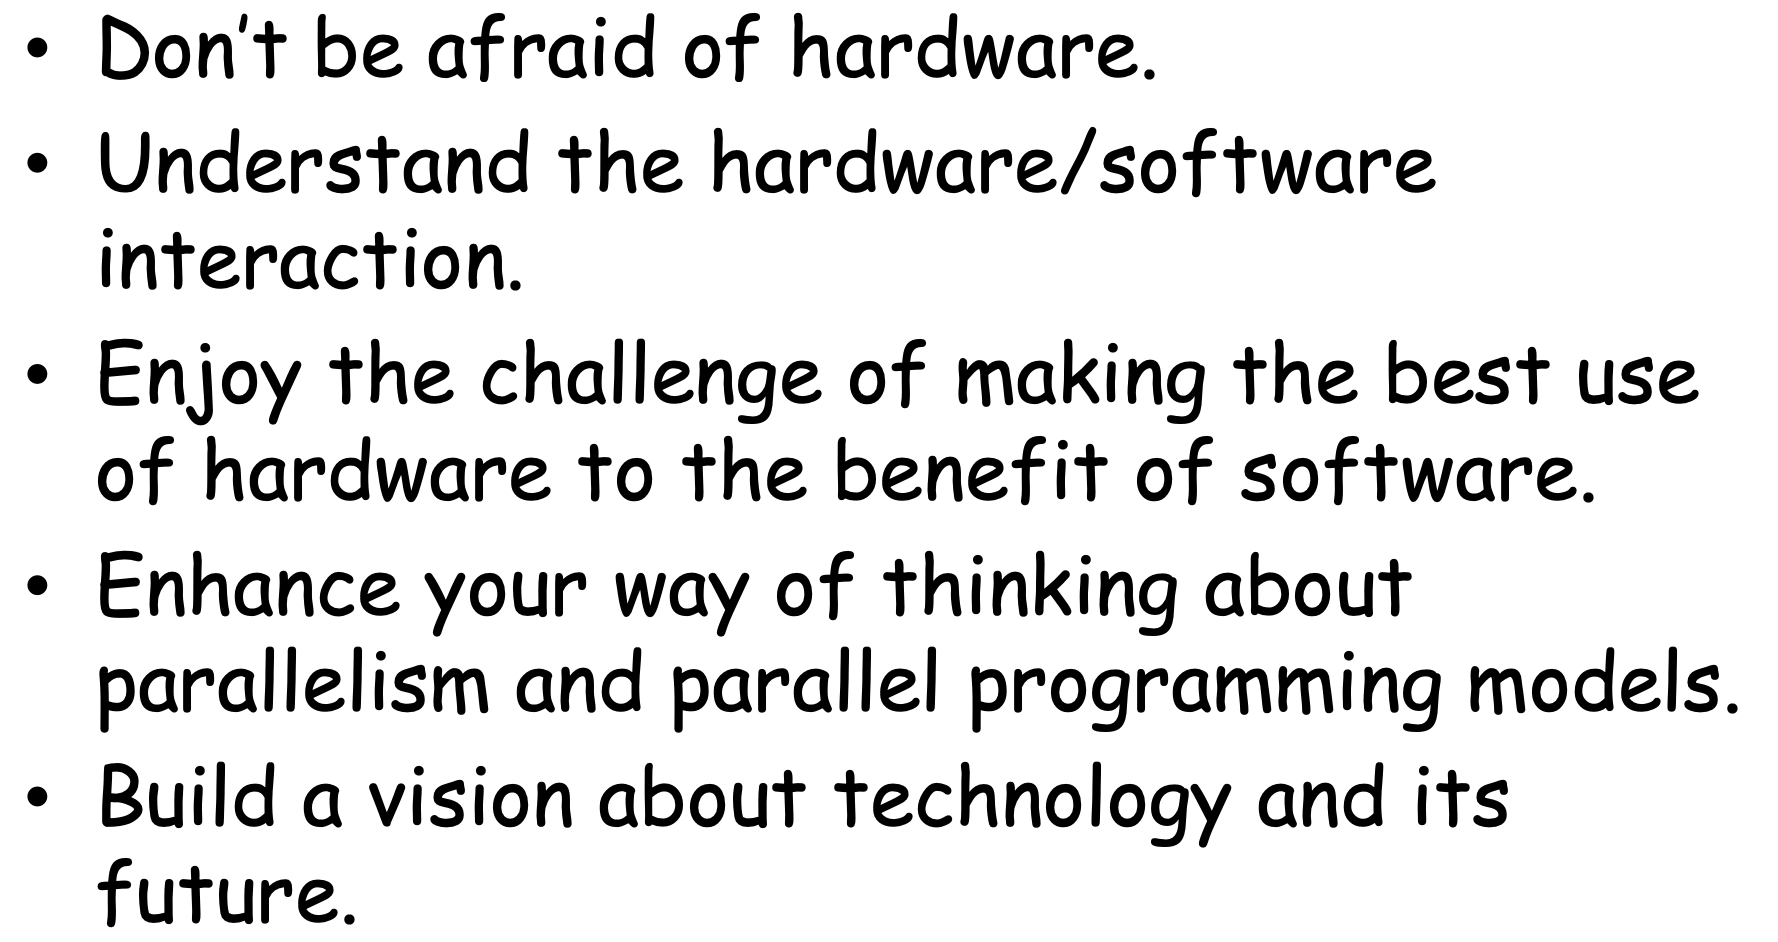 • Don’t be afraid of hardware.
• Understand the hardware/software
interaction.
• Enjoy the challenge of making the best use
of hardware to the benefit of software.
• Enhance your way of thinking about
parallelism and parallel programming models.
• Build a vision about technology and its
future.